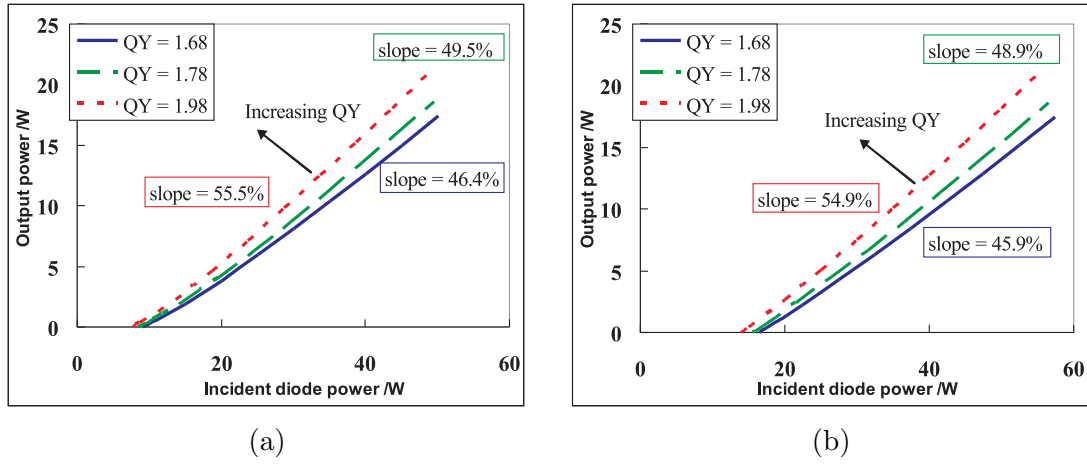 25
20
15
10
5
0
Output power /W
QY = 1.68
QY = 1.78
QY = 1.98
slope = 49.5%
Increasing QY
slope = 55.5%
slope = 46.4%
0
20
40
60
Incident diode power /W
(a)
25
20
15
10
5
0
Output power /W
QY = 1.68
QY = 1.78
QY = 1.98
slope = 48.9%
Increasing QY
slope = 54.9%
slope = 45.9%
0
20
40
60
Incident diode power /W
(b)